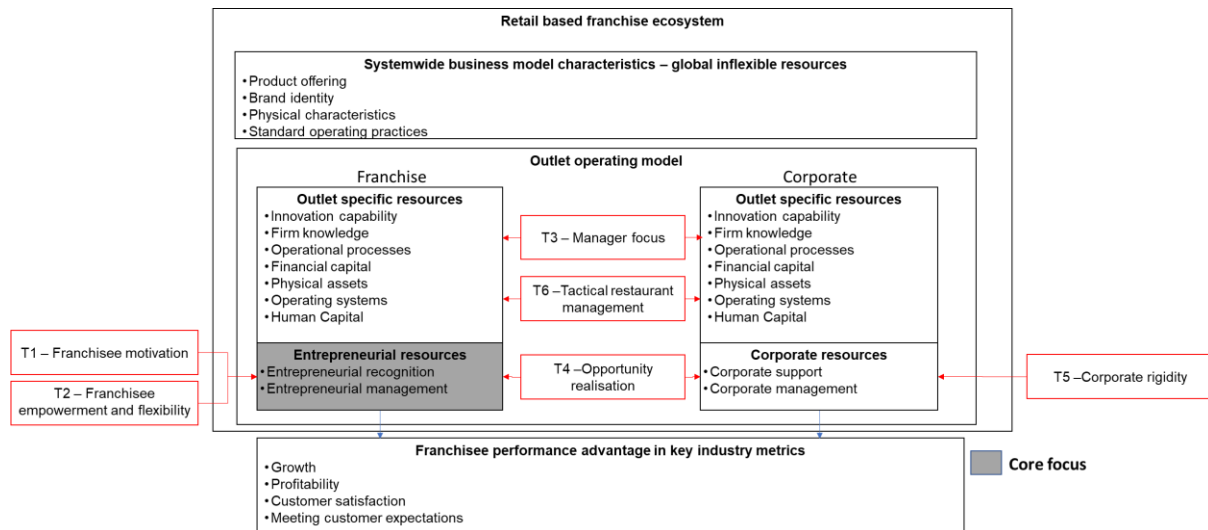 Retail based franchise ecosystem
Systemwide business model characteristics – global inflexible resources
•Product offering
•Brand identity
•Physical characteristics
•Standard operating practices
Outlet operating model
Franchise
Corporate
Outlet specific resources
•Innovation capability
•Firm knowledge
•Operational processes
•Financial capital
•Physical assets
•Operating systems
•Human Capital
T3 – Manager focus
T6 –Tactical restaurant
management
Outlet specific resources
•Innovation capability
•Firm knowledge
•Operational processes
•Financial capital
•Physical assets
•Operating systems
•Human Capital
T1 – Franchisee motivation
T2 – Franchisee
empowerment and flexibility
Entrepreneurial resources
•Entrepreneurial recognition
•Entrepreneurial management
T4 –Opportunity
realisation
Corporate resources
•Corporate support
•Corporate management
T5 –Corporate rigidity
Franchisee performance advantage in key industry metrics
•Growth
•Profitability
•Customer satisfaction
•Meeting customer expectations
Core focus